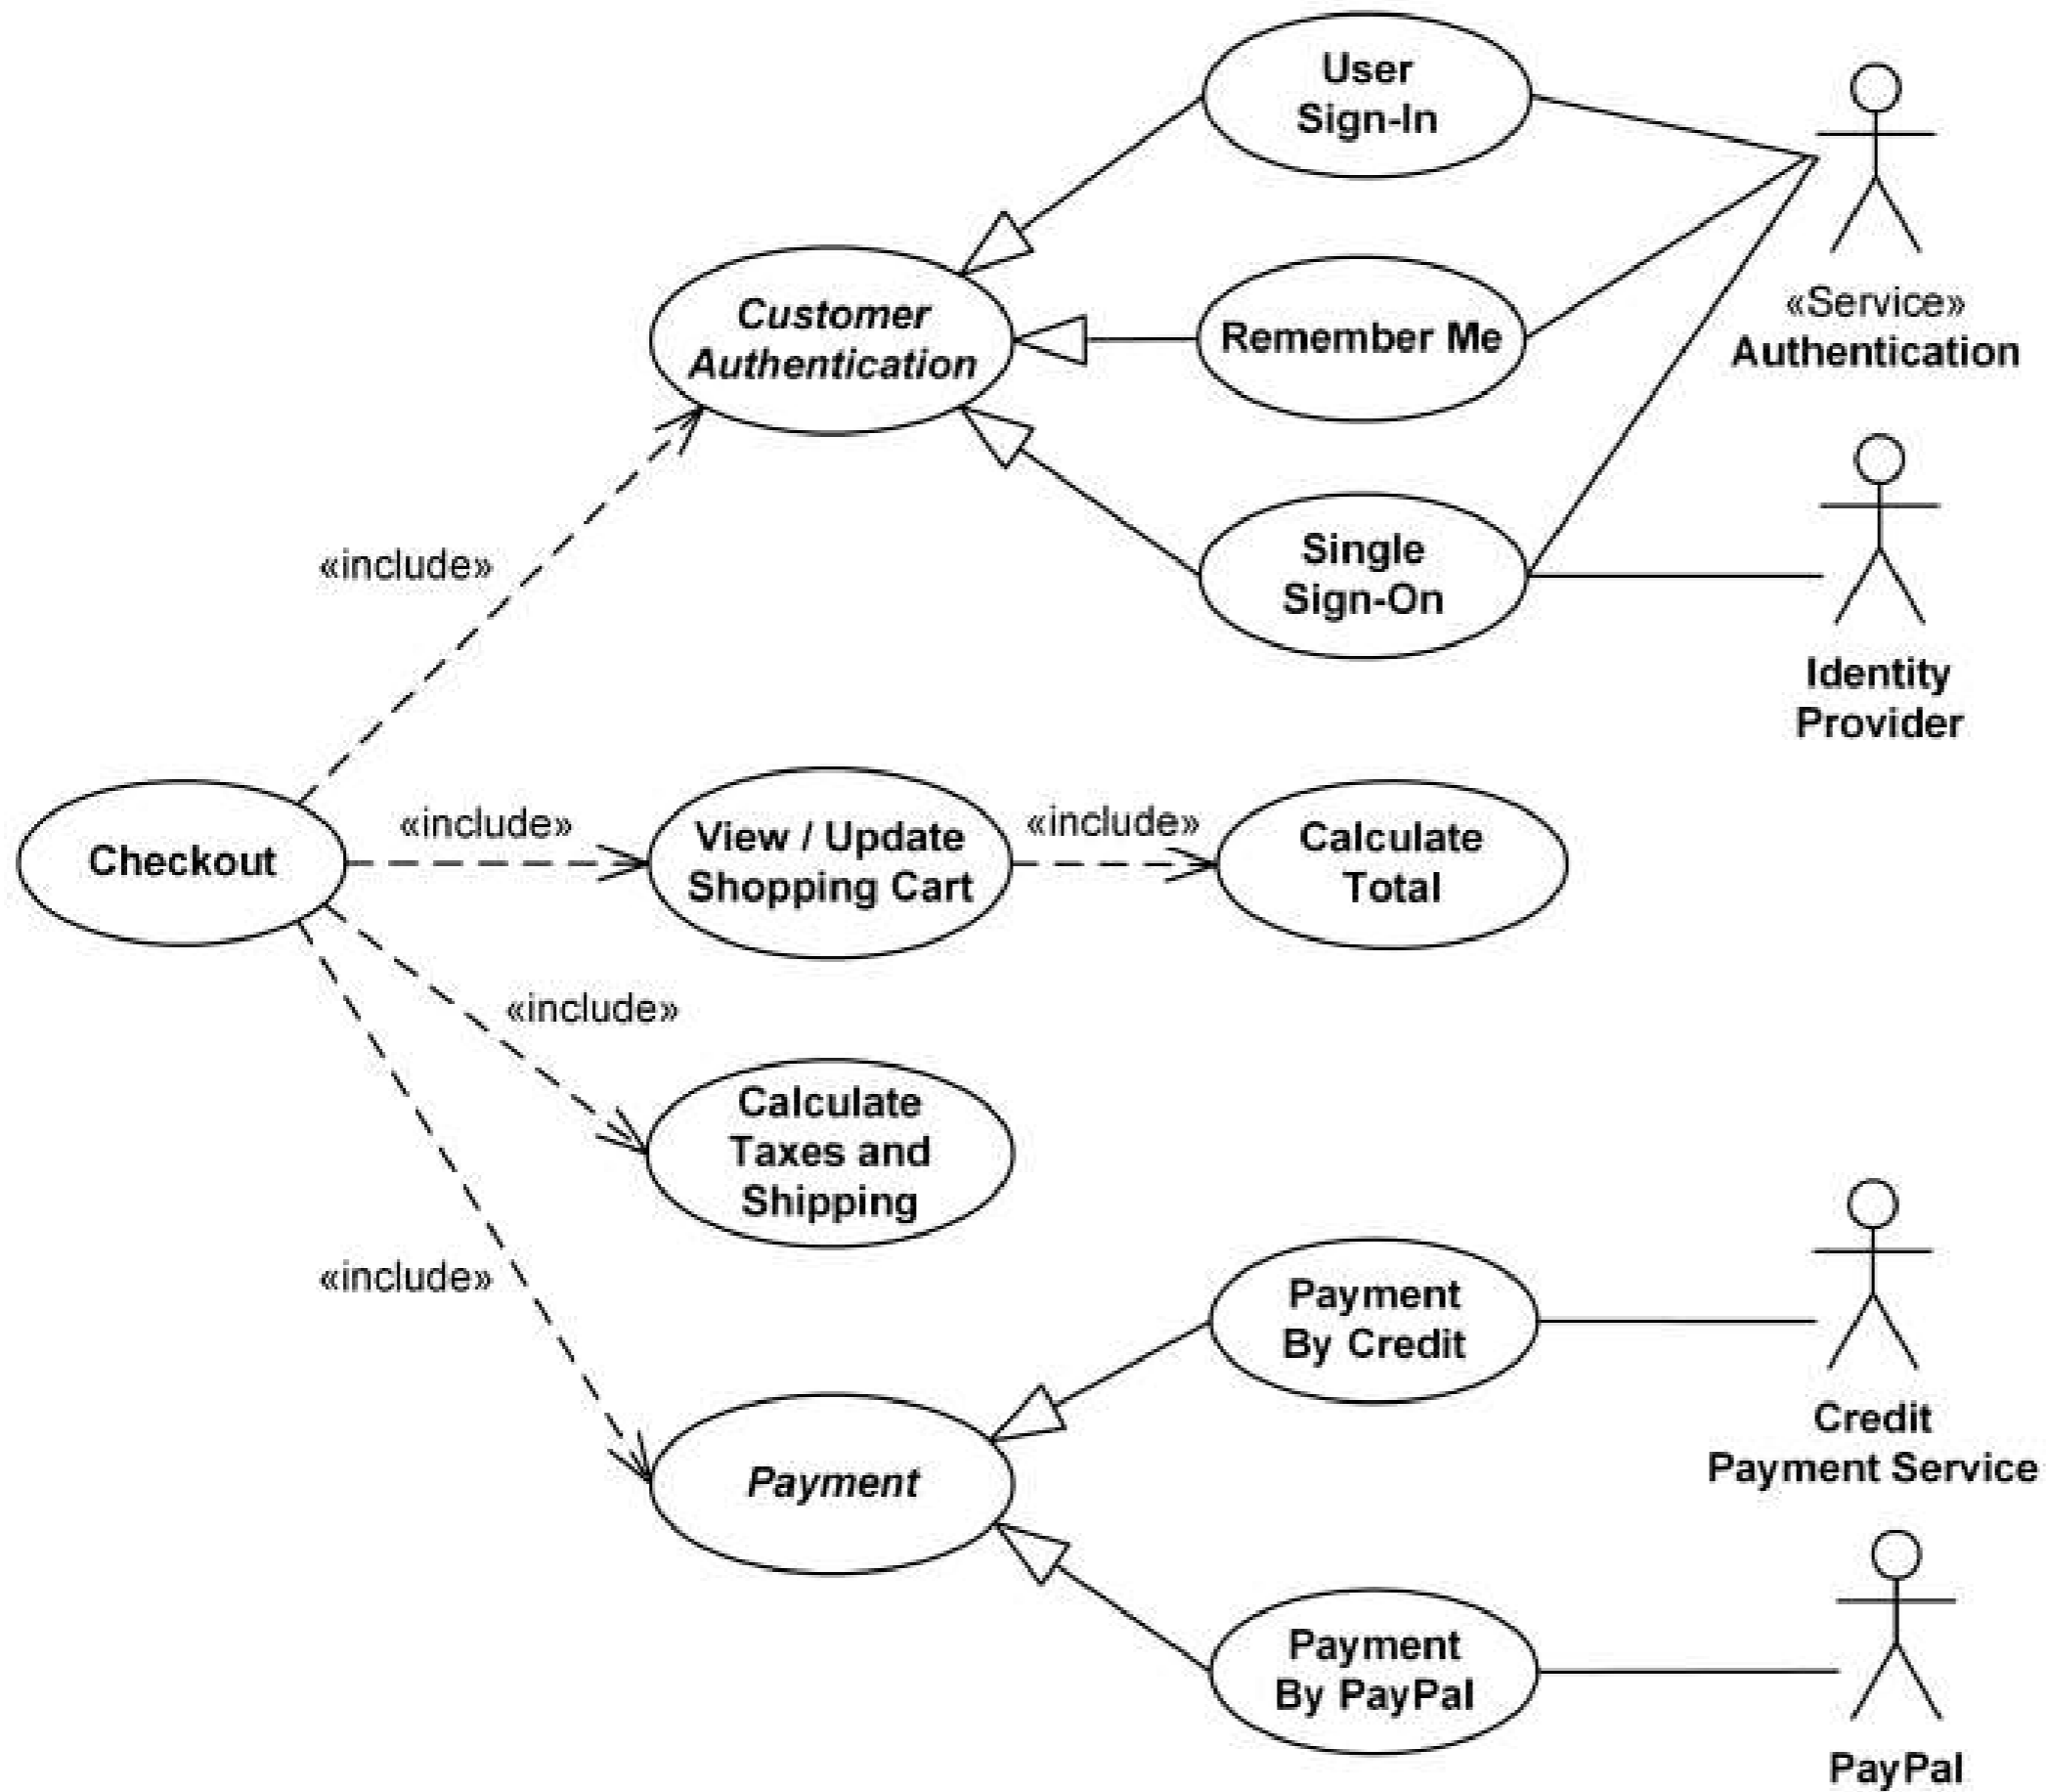 User
Sign-In
«Service»
Authentication
Customer
Authentication
Remember Me
Single
Sign-On
Identity
Provider
«include»
Checkout
«include»
View / Update
Shopping Cart
«include»
Calculate
Total
«include»
Calculate
Taxes and
Shipping
«include»
Payment
Payment
By Credit
Credit
Payment Service
Payment
By PayPal
PayPal